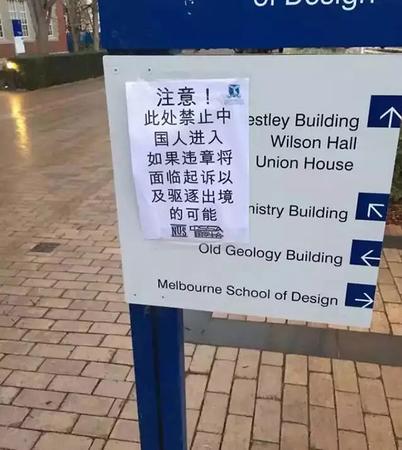 of Design
注意！
此处禁止中
国人进入
如果违章将
面临起诉以
及驱逐出境
的可能
estley Building
Wilson Hall
Union House
nistry Building
Old Geology Building
Melbourne School of Design